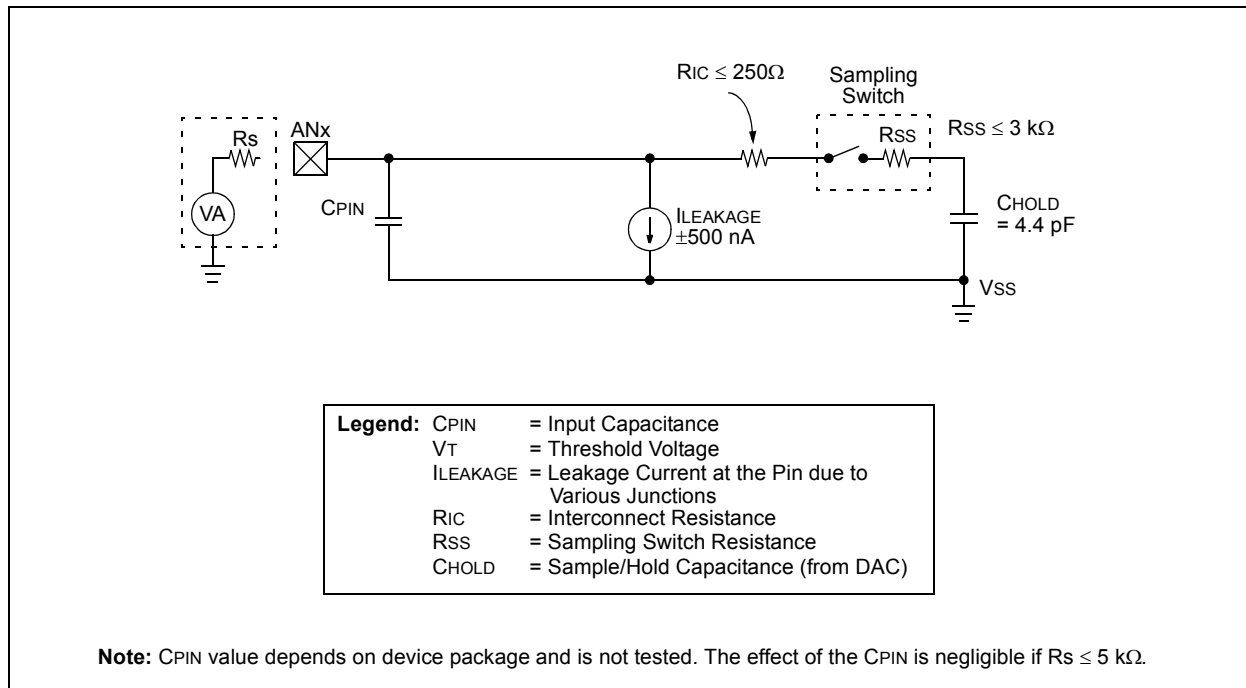 RIC ≤ 250Ω
Sampling
Switch
RSS
RSS ≤ 3 kΩ
Rs
ANx
VA
CPIN
ILEAKAGE
±500 nA
CHOLD
= 4.4 pF
VSS
Legend: CPIN = Input Capacitance
VT = Threshold Voltage
ILEAKAGE = Leakage Current at the Pin due to
Various Junctions
RIC = Interconnect Resistance
RSS = Sampling Switch Resistance
CHOLD = Sample/Hold Capacitance (from DAC)
Note: CPIN value depends on device package and is not tested. The effect of the CPIN is negligible if Rs ≤ 5 kΩ.